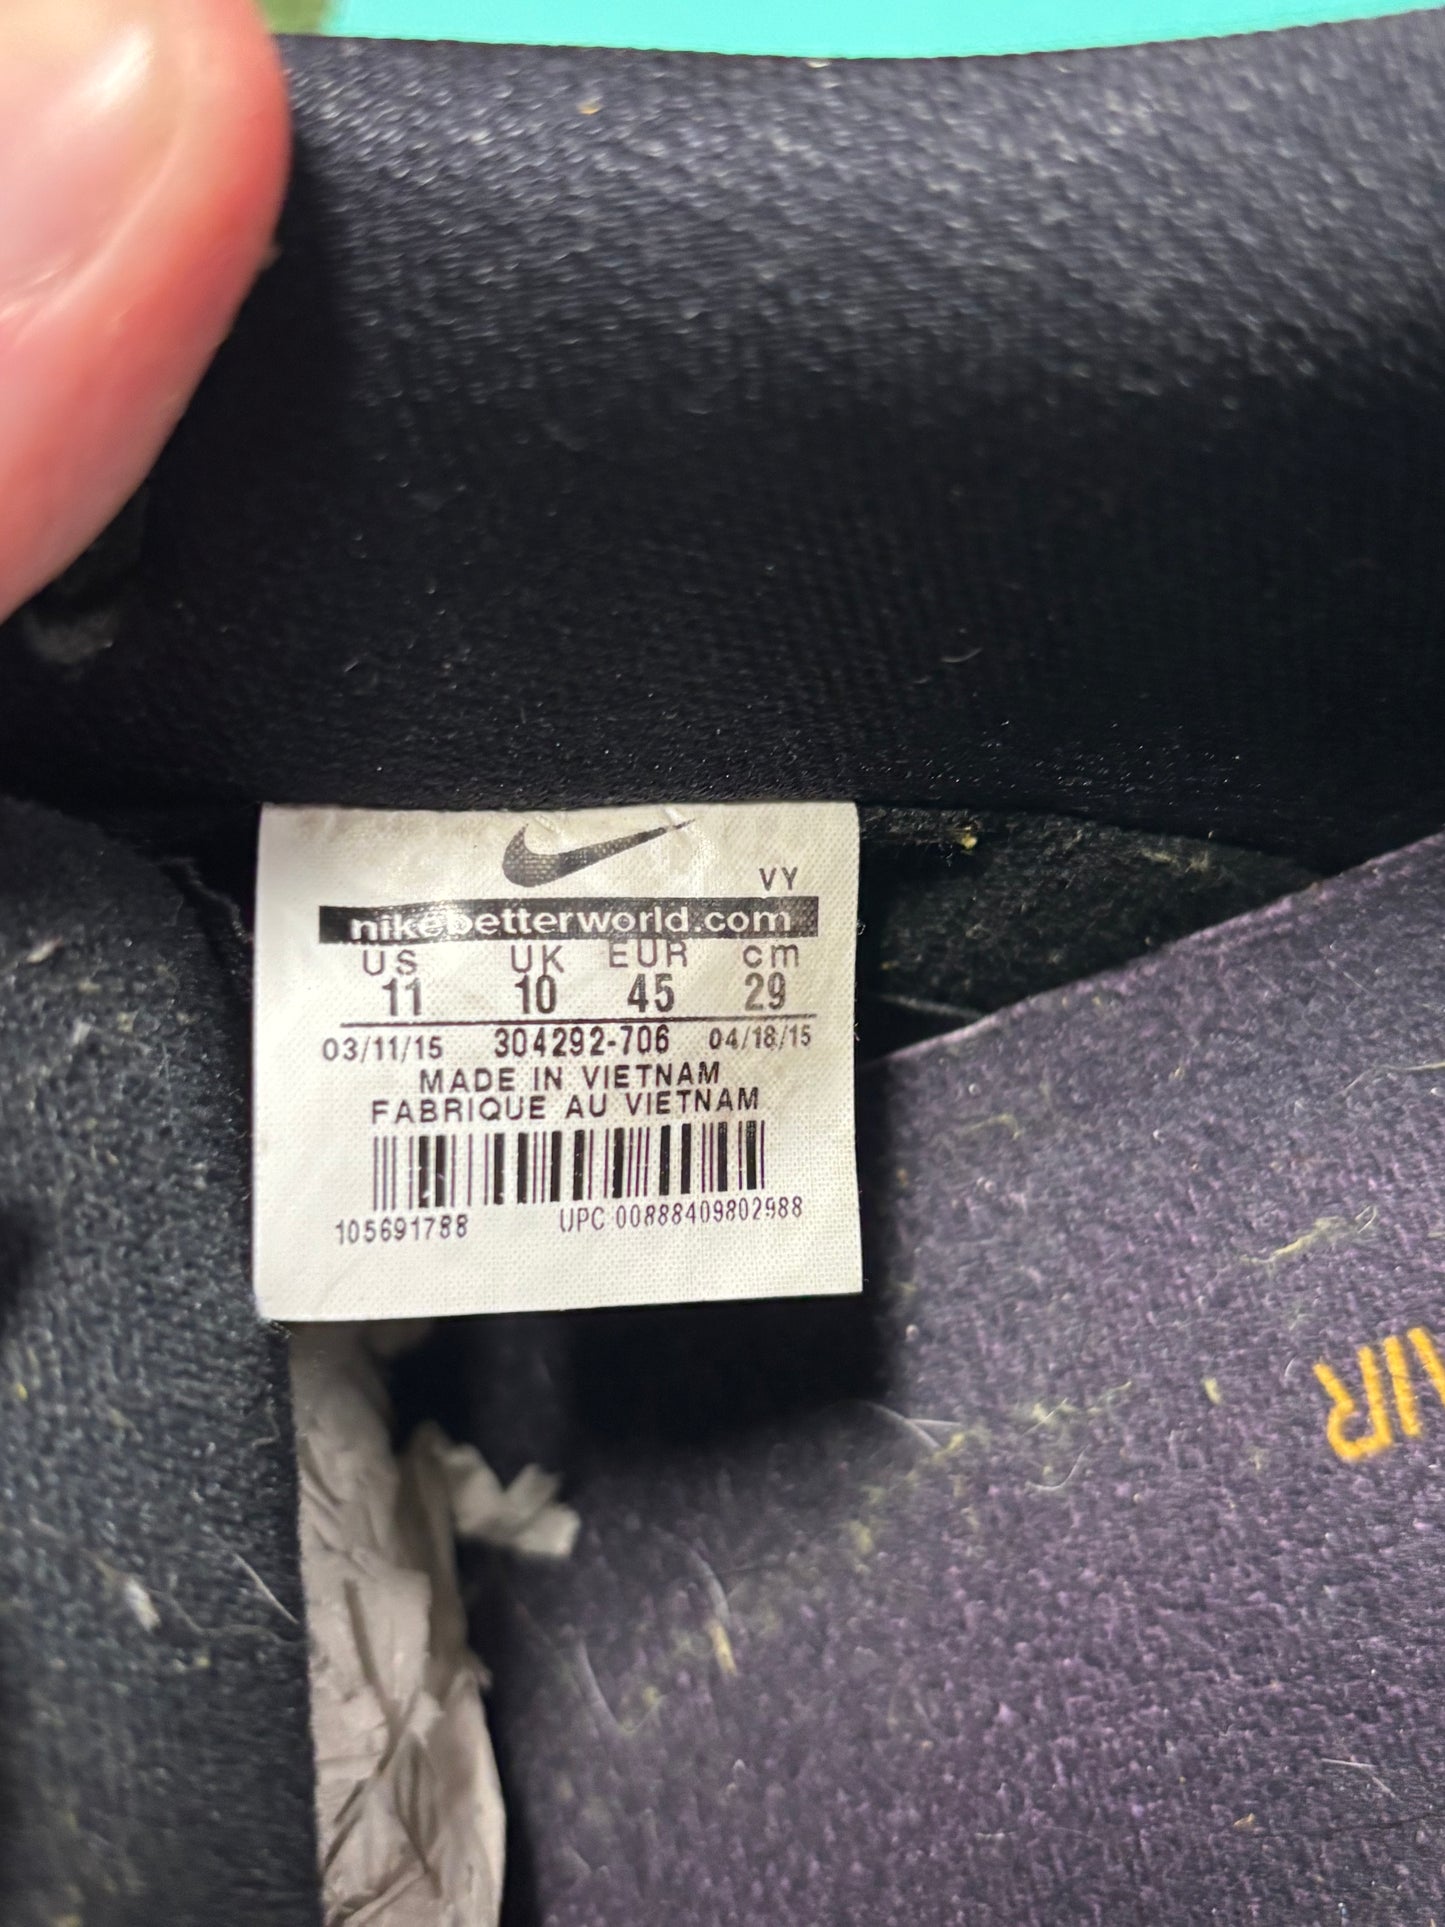 VY
nikebetterworld.com
US UK EUR cm
11 10 45 29
03/11/15 304292-706 04/18/15
MADE IN VIETNAM
FABRIQUE AU VIETNAM
105691788 UPC 00888409802988
AIR